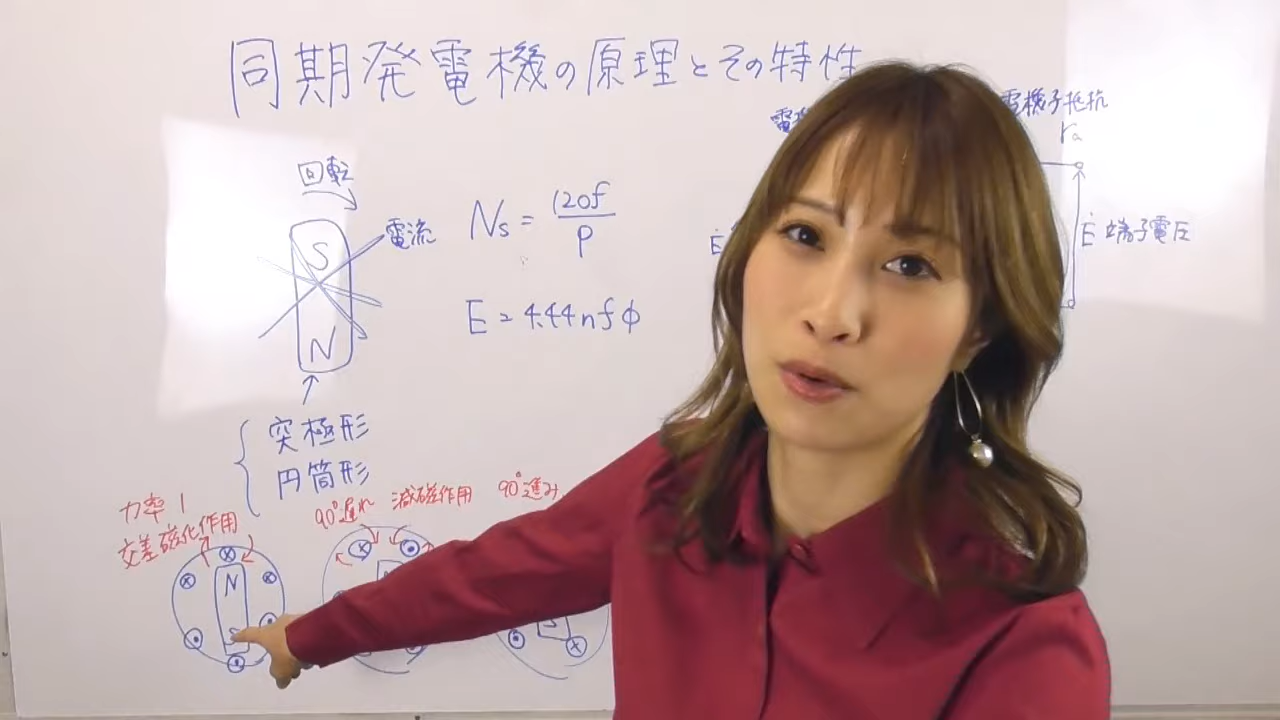 同期発電機の原理とその特性
電機子抵抗
ra
回転
電流
S
N
Ns = 120f/P
E = 4.44nfφ
Ė
Ė 端子電圧
突極形
円筒形
力率1
交差磁化作用
90°遅れ 減磁作用
90°進み
N
S